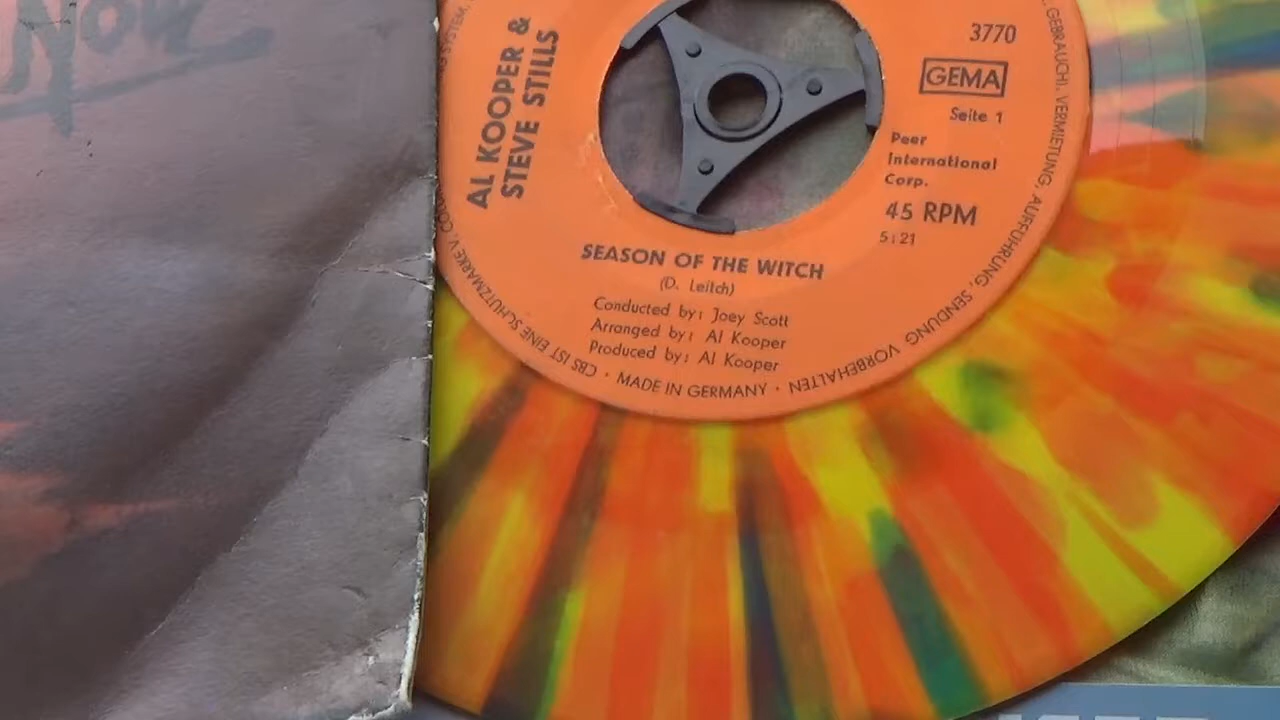 Now
AL KOOPER &
STEVE STILLS
3770
GEMA
Seite 1
Peer
International
Corp.
45 RPM
5:21
SEASON OF THE WITCH
(D. Leitch)
Conducted by: Joey Scott
Arranged by: Al Kooper
Produced by: Al Kooper
CBS IST EINE SCHUTZMARKE V. · MADE IN GERMANY · VORBEHALTEN
GEBRAUCH), VERMIETUNG, AUFFÜHRUNG, SENDUNG